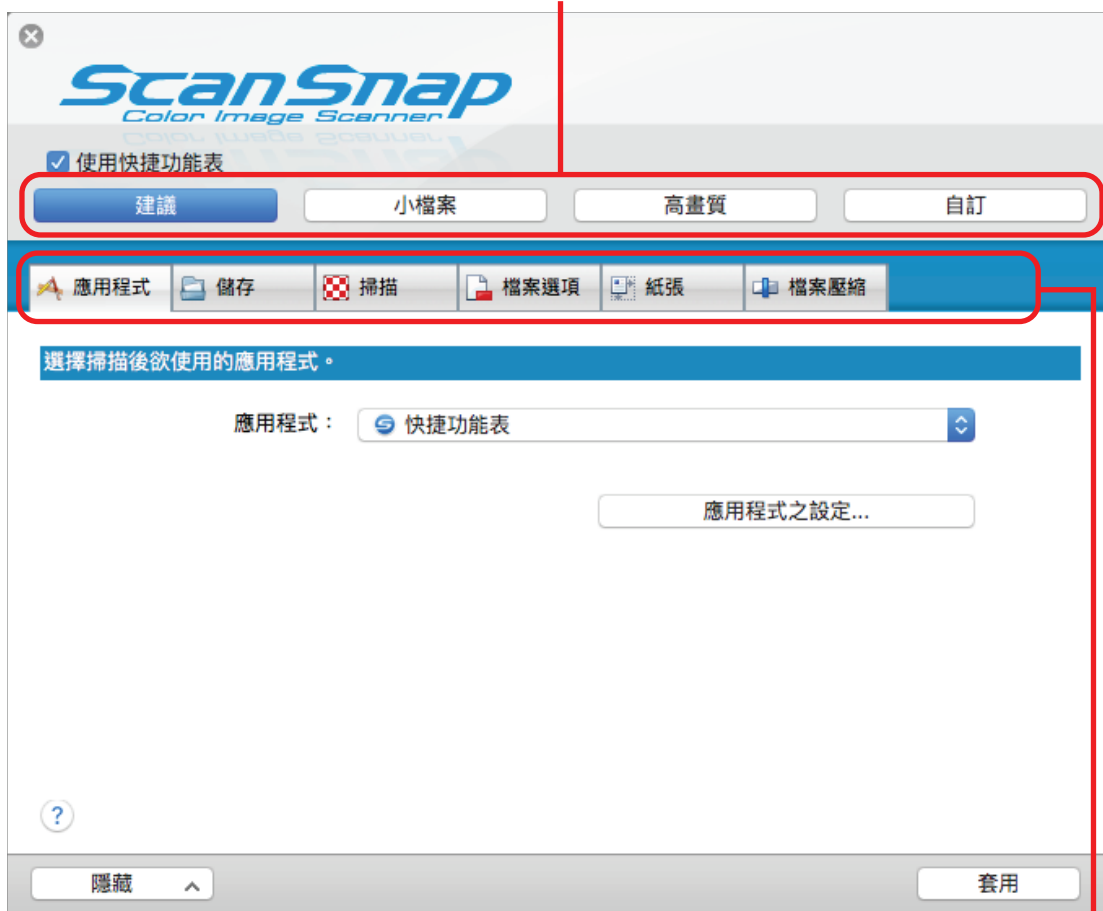 ScanSnap
Color Image Scanner
使用快捷功能表
建議 小檔案 高畫質 自訂
應用程式 儲存 掃描 檔案選項 紙張 檔案壓縮
選擇掃描後欲使用的應用程式。
應用程式： 快捷功能表
應用程式之設定...
?
隱藏 套用